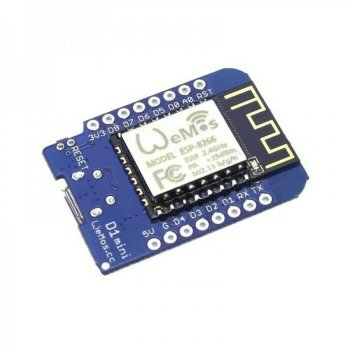 3V3 D8 D7 D6 D5 D0 A0 RST
RESET
WeMos
MODEL ESP-8266
ISM 2.4GHz
PA +25dBm
802.11 b/g/n
FC
5V G D4 D3 D2 D1 RX TX
D1 mini
WeMos.cc